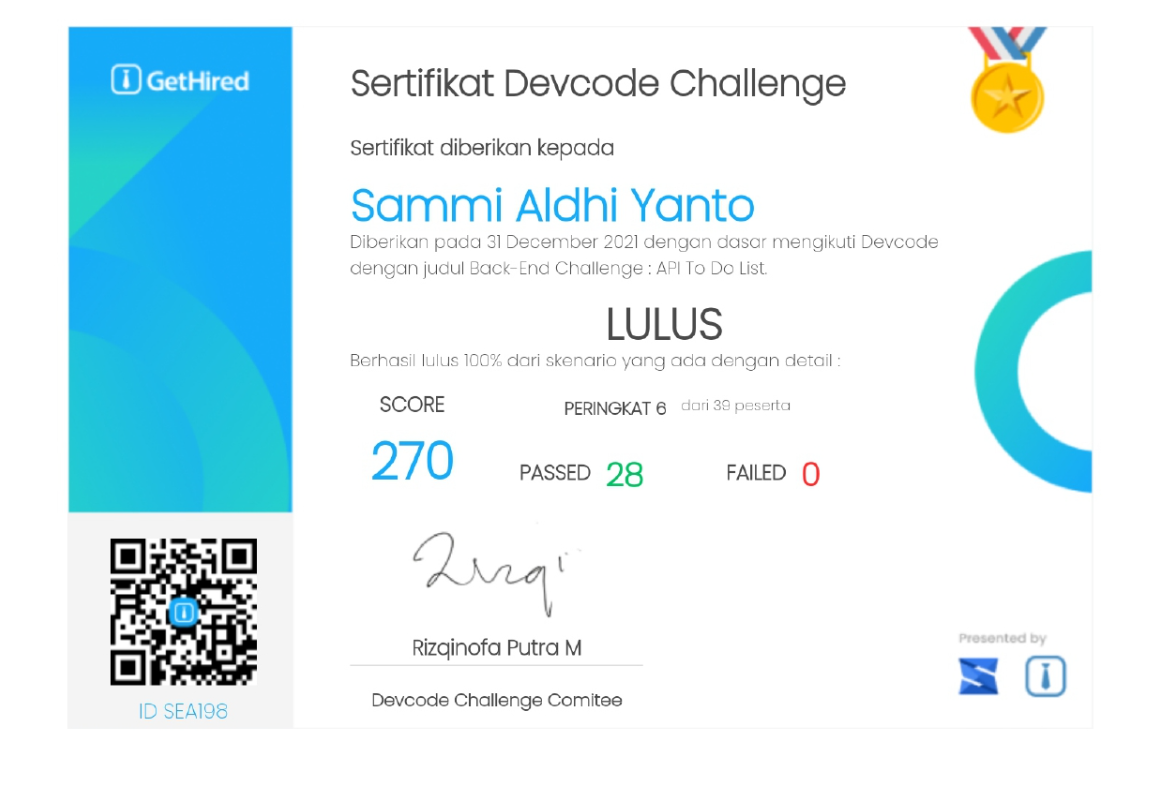 GetHired
Sertifikat Devcode Challenge
Sertifikat diberikan kepada
Sammi Aldhi Yanto
Diberikan pada 31 December 2021 dengan dasar mengikuti Devcode
dengan judul Back-End Challenge : API To Do List.
LULUS
Berhasil lulus 100% dari skenario yang ada dengan detail :
SCORE
PERINGKAT 6 dari 39 peserta
270
PASSED 28 FAILED 0
Rizqi
Rizqinofa Putra M
Devcode Challenge Comitee
ID SEA198
Presented by